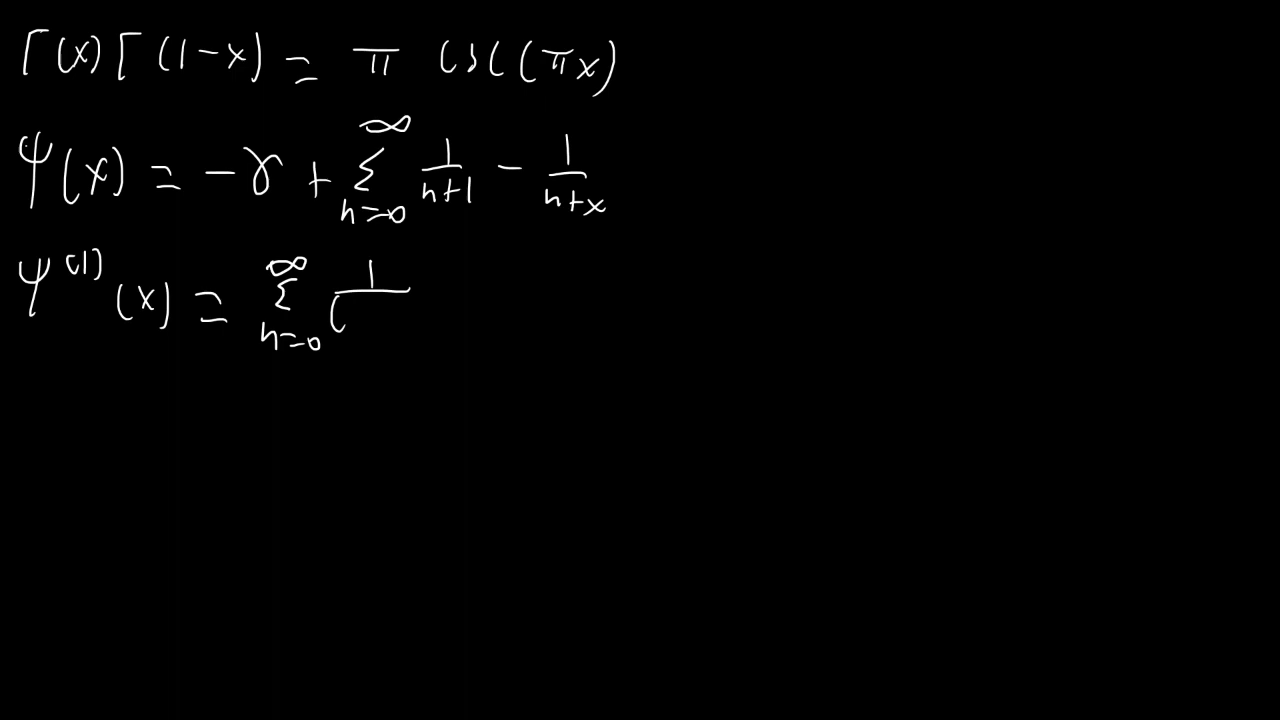 Γ(x)Γ(1-x) = π csc(πx)
ψ(x) = -γ + ∑_{n=0}^{∞} 1/(n+1) - 1/(n+x)
ψ^{(1)}(x) = ∑_{n=0}^{∞} 1/(